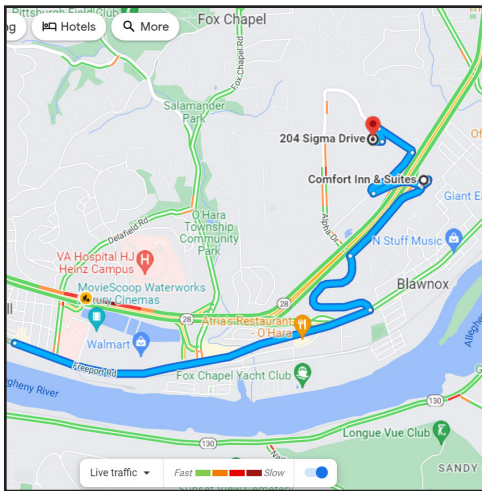 Pittsburgh Field Club
Fox Chapel
Hotels
More
Fox Chapel Rd
Salamander
Park
204 Sigma Drive
Comfort Inn & Suites
Giant E
Alpha Dr
O'Hara
Township
Community
Park
Delafield Rd
N Stuff Music
VA Hospital HJ
Heinz Campus
MovieScoop Waterworks
Cinemas
28
28
Blawnox
Atria's Restaurant
- O'Hara
Walmart
Freeport Rd
Fox Chapel Yacht Club
gheny River
Alleghe
130
130
Longue Vue Club
SANDY
Live traffic
Fast
Slow